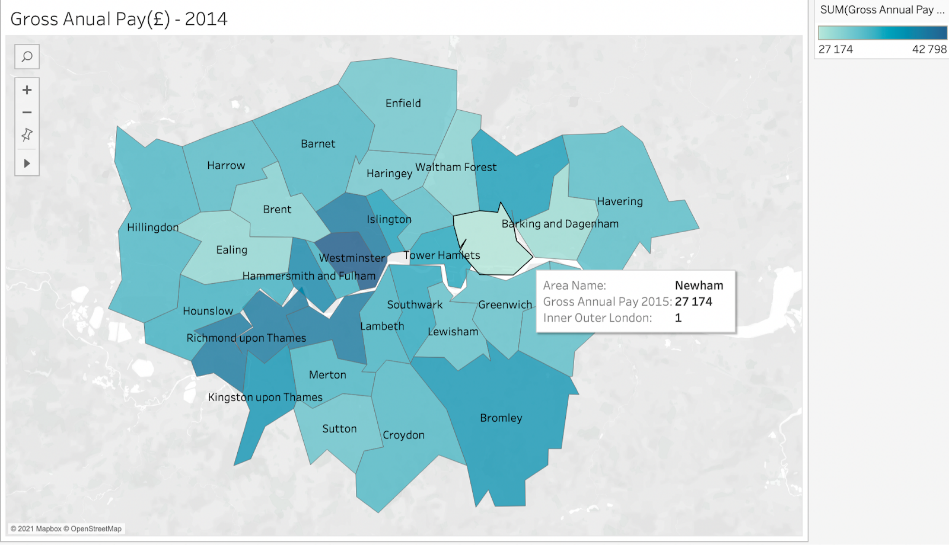 Gross Anual Pay(£) - 2014
SUM(Gross Annual Pay ...
27 174
42 798
+
−
Enfield
Barnet
Harrow
Haringey
Waltham Forest
Havering
Brent
Islington
Barking and Dagenham
Hillingdon
Ealing
Westminster
Tower Hamlets
Hammersmith and Fulham
Area Name: Newham
Gross Annual Pay 2015: 27 174
Inner Outer London: 1
Hounslow
Southwark
Greenwich
Lambeth
Lewisham
Richmond upon Thames
Merton
Kingston upon Thames
Bromley
Sutton
Croydon
© 2021 Mapbox © OpenStreetMap